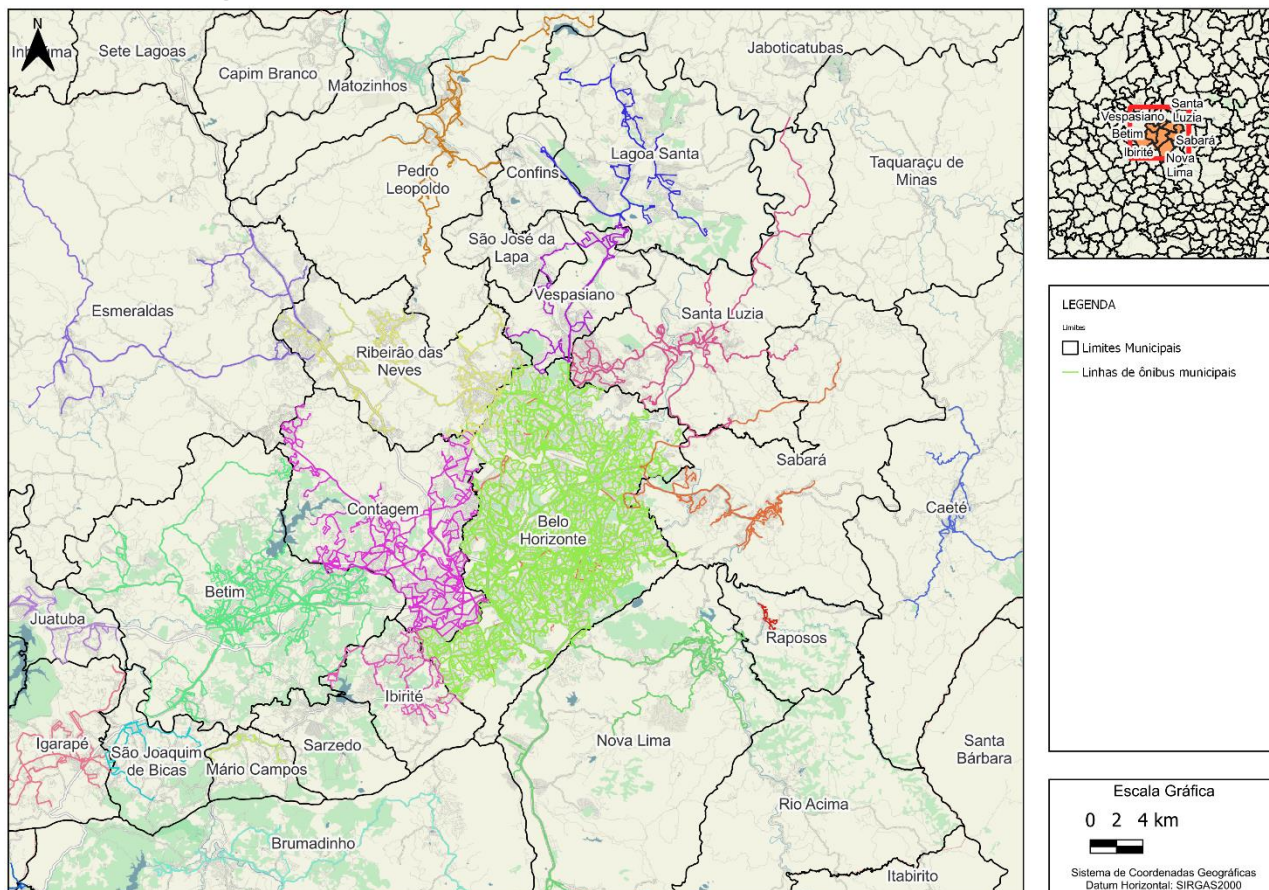 N
Inhaúma
Sete Lagoas
Capim Branco
Matozinhos
Jaboticatubas
Pedro
Leopoldo
Confins
Lagoa Santa
Taquaraçu de
Minas
São José da
Lapa
Vespasiano
Santa Luzia
Esmeraldas
Ribeirão das
Neves
Contagem
Belo
Horizonte
Sabará
Caeté
Betim
Juatuba
Raposos
Ibirité
Igarapé
São Joaquim
de Bicas
Mário Campos
Sarzedo
Nova Lima
Santa
Bárbara
Rio Acima
Brumadinho
Itabirito
Santa
Luzia
Vespasiano
Betim
Sabará
Ibirité
Nova
Lima
LEGENDA
Limites
Limites Municipais
Linhas de ônibus municipais
Escala Gráfica
0 2 4 km
Sistema de Coordenadas Geográficas
Datum Horizontal: SIRGAS2000